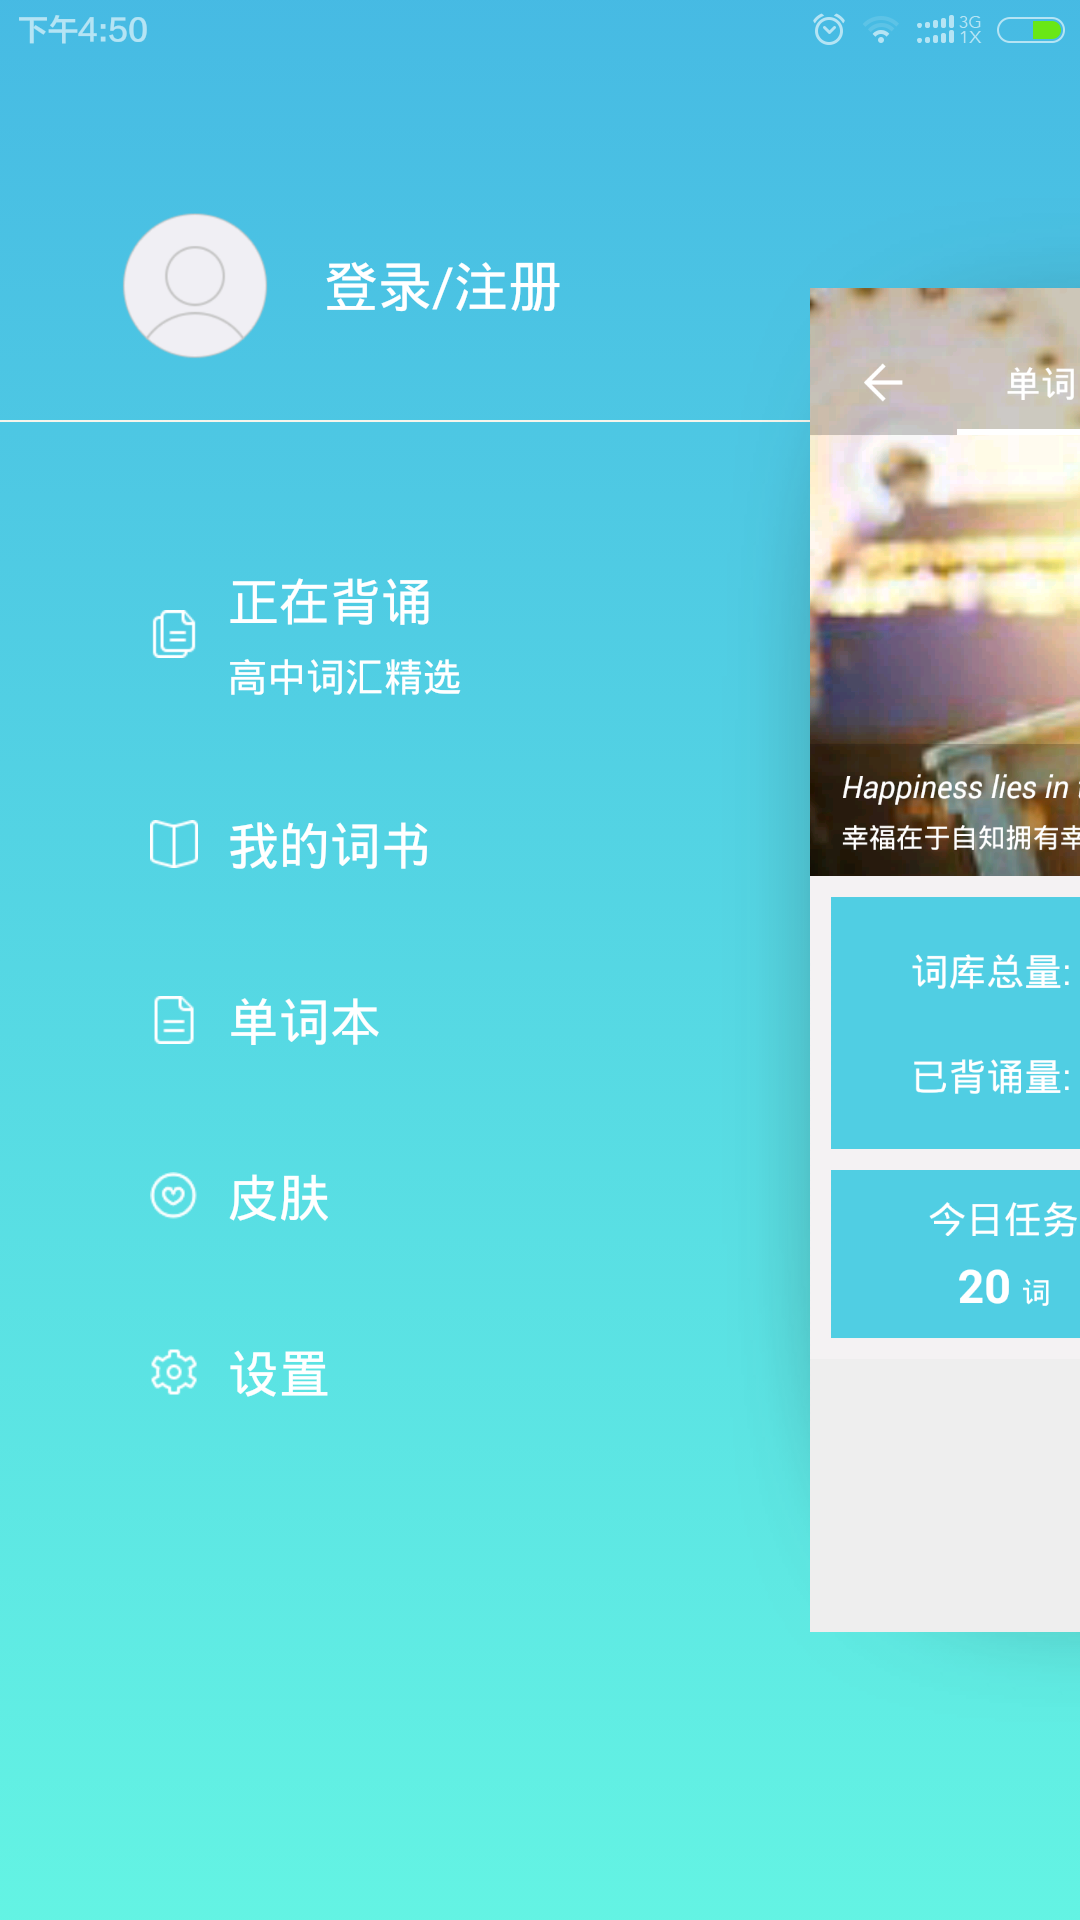 下午4:50
3G
1X
登录/注册
正在背诵
高中词汇精选
我的词书
单词本
皮肤
设置
单词
Happiness lies in
幸福在于自知拥有幸
词库总量:
已背诵量:
今日任务
20 词